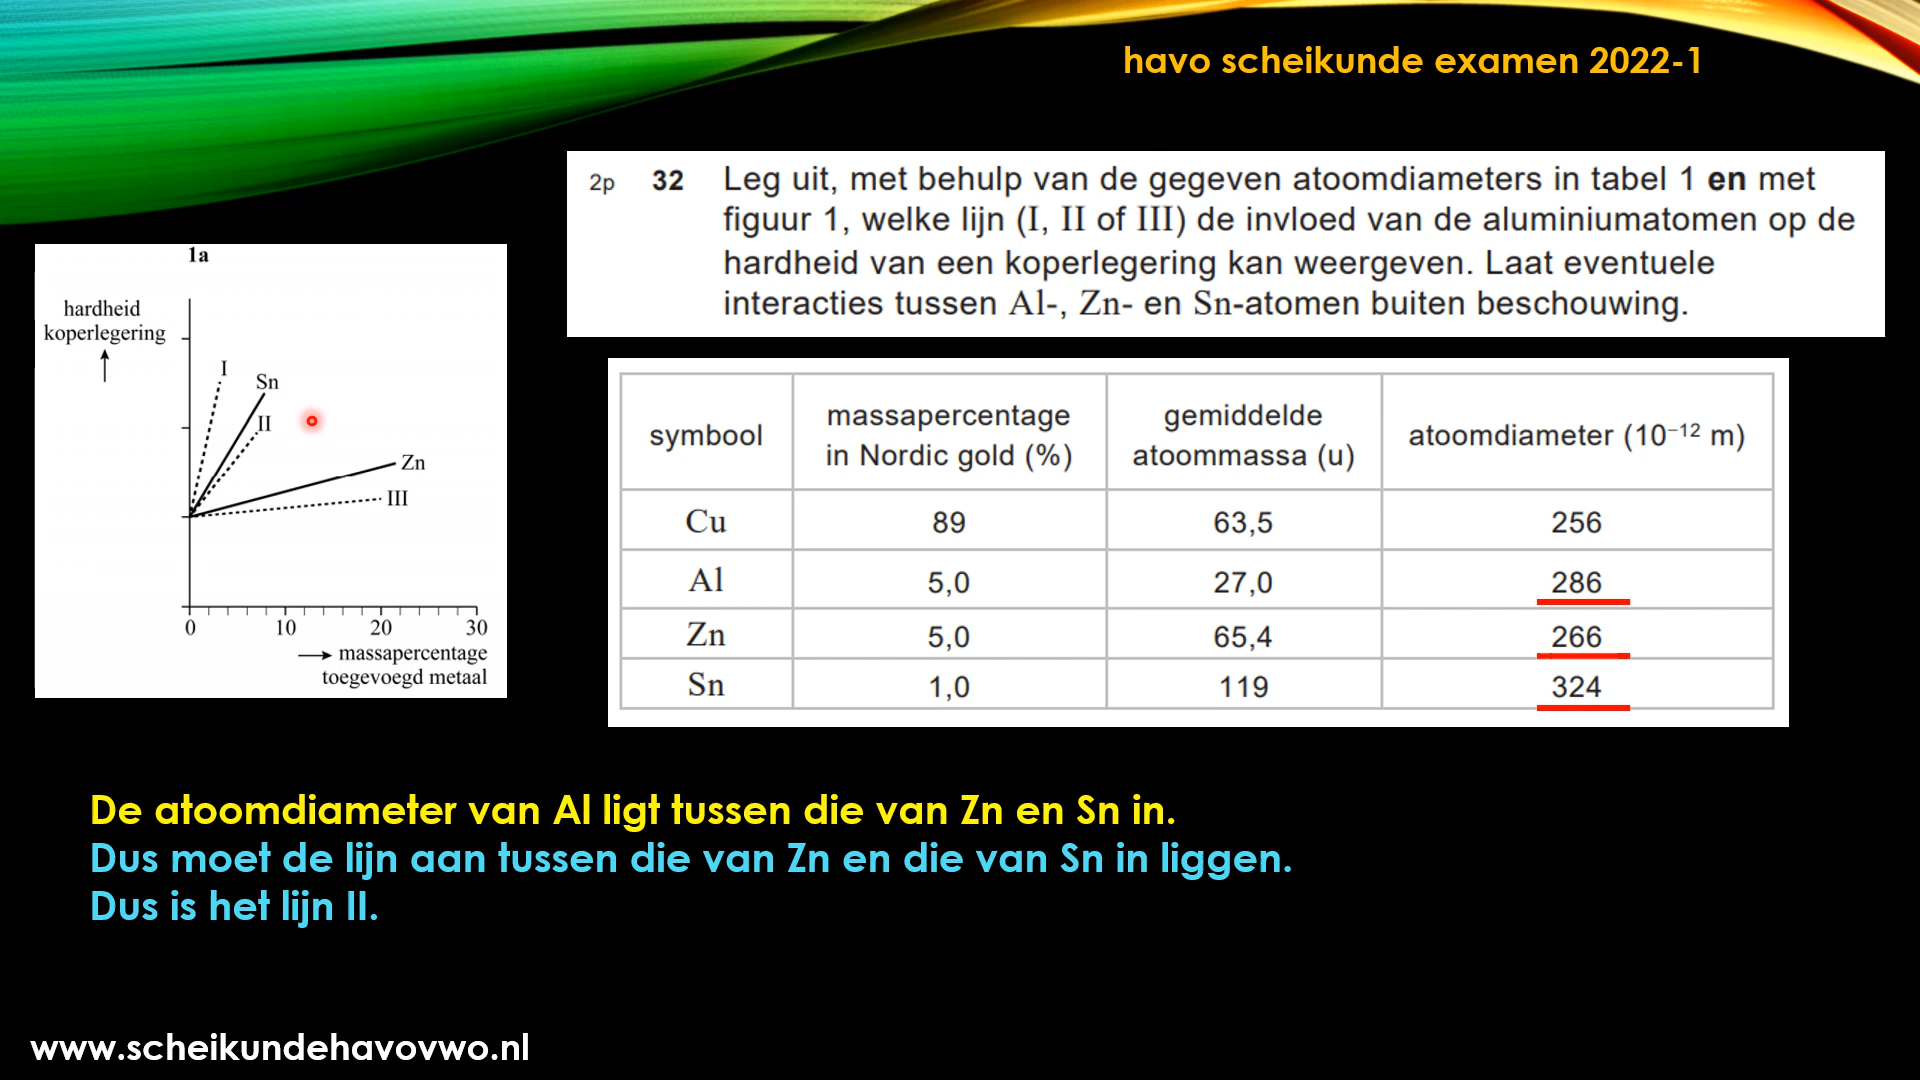 havo scheikunde examen 2022-1
2p 32 Leg uit, met behulp van de gegeven atoomdiameters in tabel 1 en met
figuur 1, welke lijn (I, II of III) de invloed van de aluminiumatomen op de
hardheid van een koperlegering kan weergeven. Laat eventuele
interacties tussen Al-, Zn- en Sn-atomen buiten beschouwing.
1a
hardheid
koperlegering
I
Sn
II
Zn
III
0 10 20 30
massapercentage
toegevoegd metaal
symbool massapercentage in Nordic gold (%) gemiddelde atoommassa (u) atoomdiameter (10⁻¹² m)
Cu 89 63,5 256
Al 5,0 27,0 286
Zn 5,0 65,4 266
Sn 1,0 119 324
De atoomdiameter van Al ligt tussen die van Zn en Sn in.
Dus moet de lijn aan tussen die van Zn en die van Sn in liggen.
Dus is het lijn II.
www.scheikundehavovwo.nl